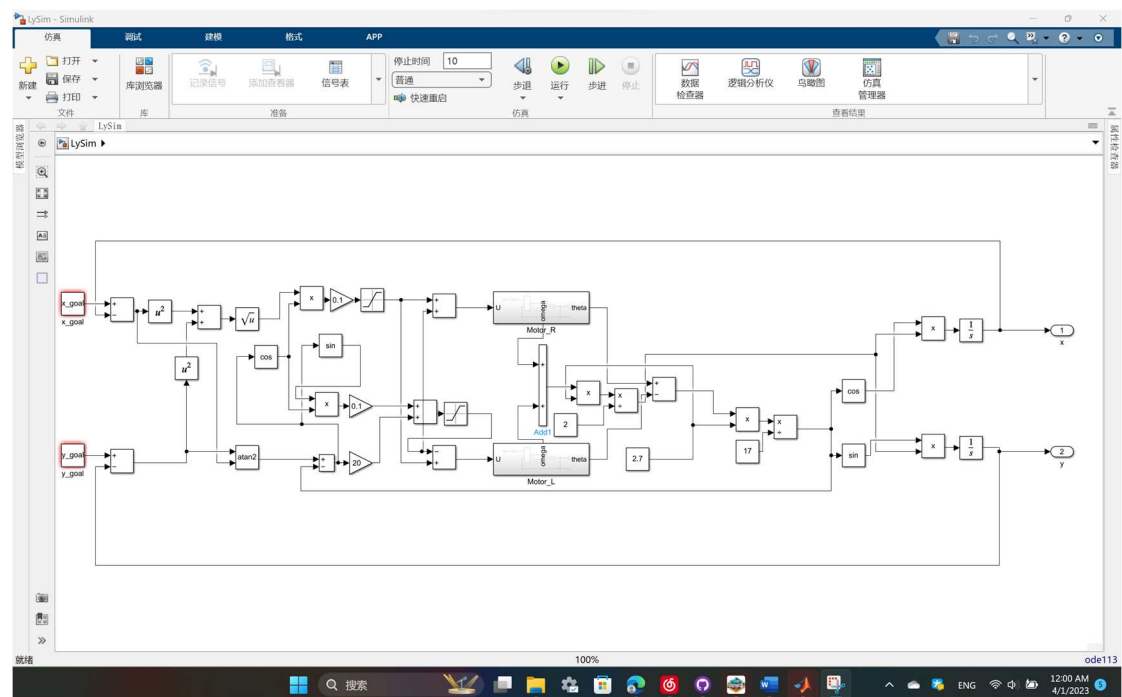 LySim - Simulink
仿真 调试 建模 格式 APP
新建
打开
保存
打印
文件
库浏览器
库
记录信号
添加查看器
信号表
准备
停止时间 10
普通
快速重启
步退
运行
步进
停止
仿真
数据
检查器
逻辑分析仪
鸟瞰图
仿真
管理器
查看结果
模型浏览器
LySim
LySim
属性检查器
x_goal
x_goal
+
−
u²
+
+
√u
x
0.1
+
+
U
omega
theta
Motor_R
u²
cos
sin
x
0.1
+
+
+
+
Add1
x
2
x
÷
+
−
x
x
÷
cos
x
1
s
1
x
y_goal
y_goal
+
−
atan2
+
−
20
−
+
U
omega
theta
Motor_L
2.7
17
sin
x
1
s
2
y
就绪
100%
ode113
搜索
ENG
12:00 AM
4/1/2023
5